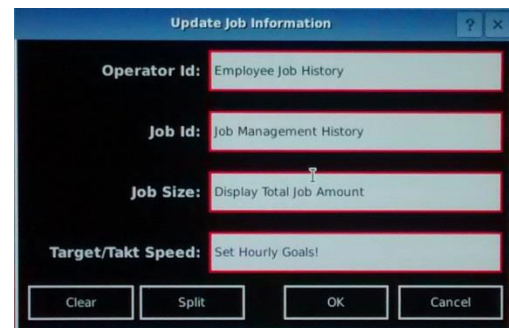 Update Job Information
? ×
Operator Id: Employee Job History
Job Id: Job Management History
Job Size: Display Total Job Amount
Target/Takt Speed: Set Hourly Goals!
Clear Split OK Cancel